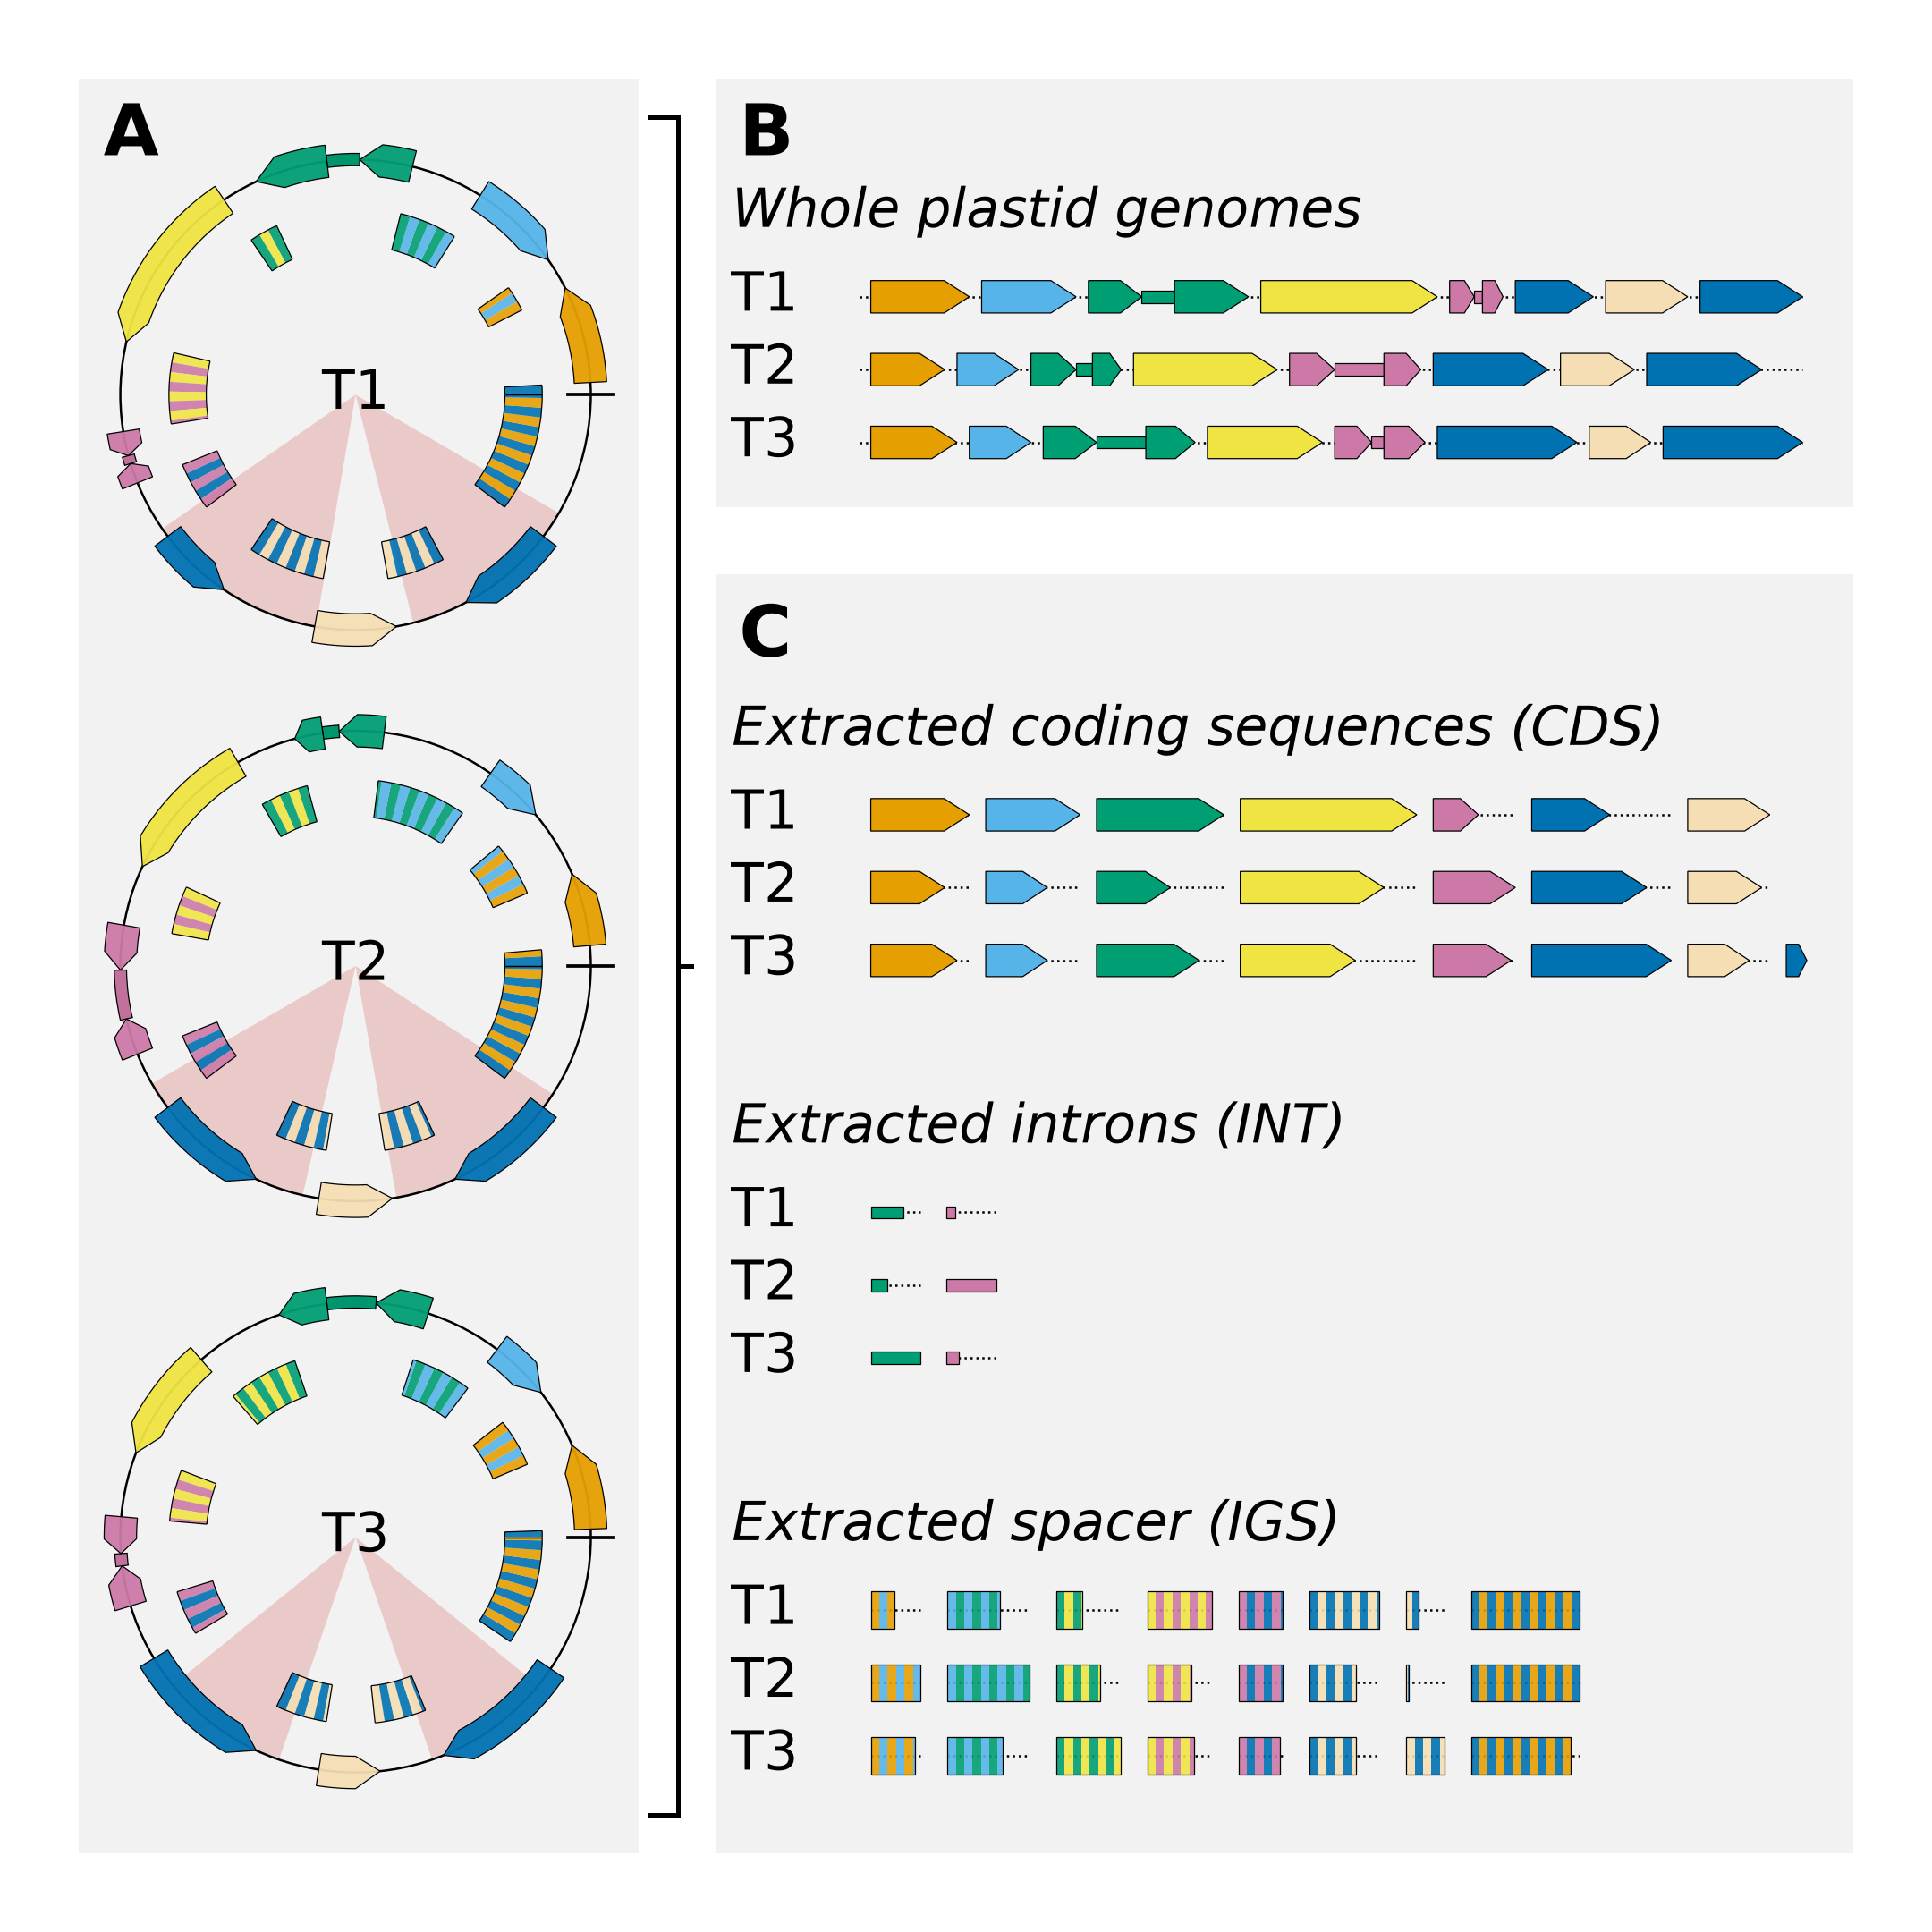 A
T1
T2
T3
B
Whole plastid genomes
T1
T2
T3
C
Extracted coding sequences (CDS)
T1
T2
T3
Extracted introns (INT)
T1
T2
T3
Extracted spacer (IGS)
T1
T2
T3